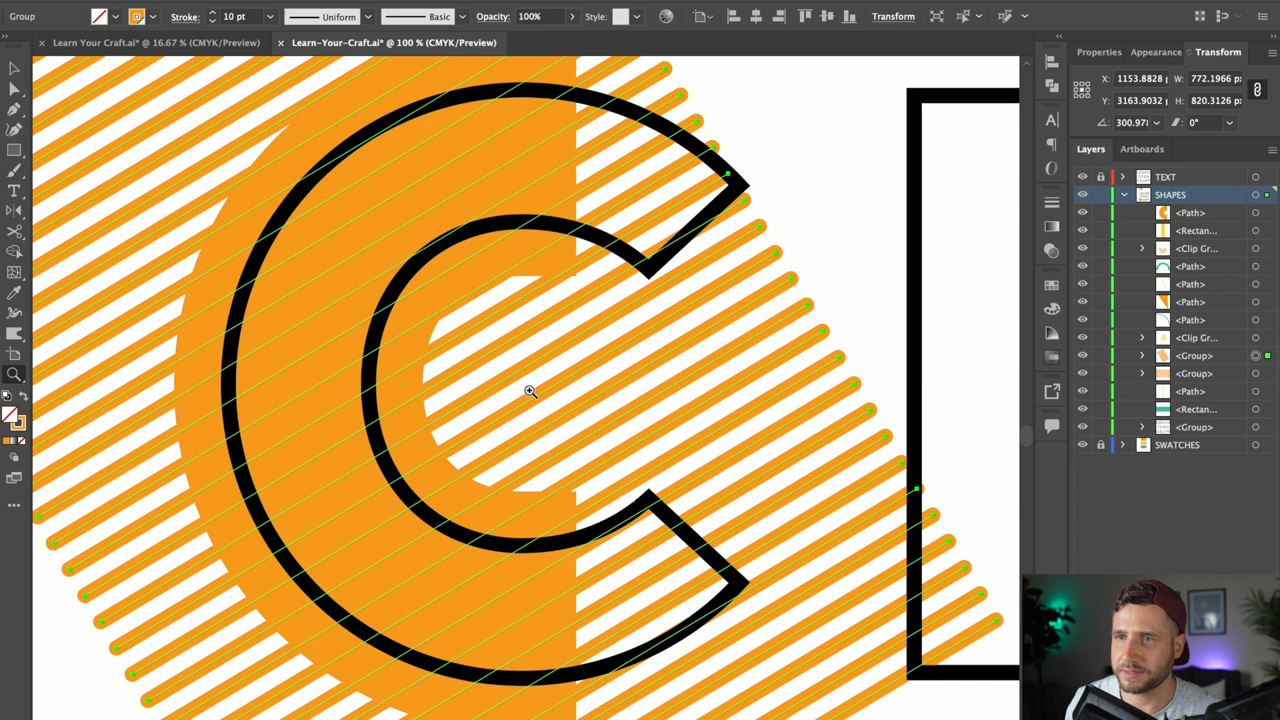 Group Stroke: 10 pt Uniform Basic Opacity: 100% Style: Transform
× Learn Your Craft.ai* @ 16.67 % (CMYK/Preview) × Learn-Your-Craft.ai* @ 100 % (CMYK/Preview)
Properties Appearance Transform
X: 1153.8828 p W: 772.1966 px
Y: 3163.9032 p H: 820.3126 px
300.978 0°
Layers Artboards
TEXT
SHAPES
<Path>
<Rectan...
<Clip Gr...
<Path>
<Path>
<Path>
<Path>
<Clip Gr...
<Group>
<Group>
<Path>
<Rectan...
<Group>
SWATCHES